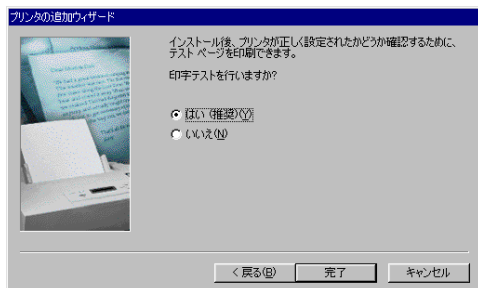 プリンタの追加ウィザード
インストール後、プリンタが正しく設定されたかどうか確認するために、
テスト ページを印刷できます。
印字テストを行いますか?
はい (推奨)(Y)
いいえ(N)
< 戻る(B)
完了
キャンセル